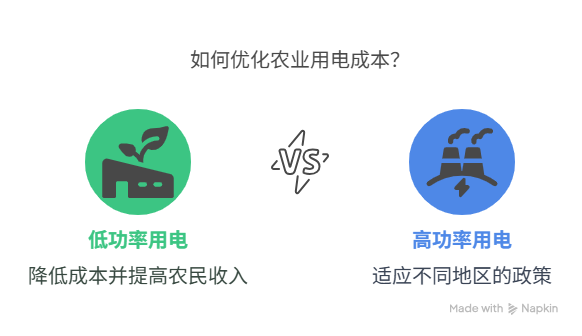 如何优化农业用电成本？
VS
低功率用电
高功率用电
降低成本并提高农民收入
适应不同地区的政策
Made with Napkin